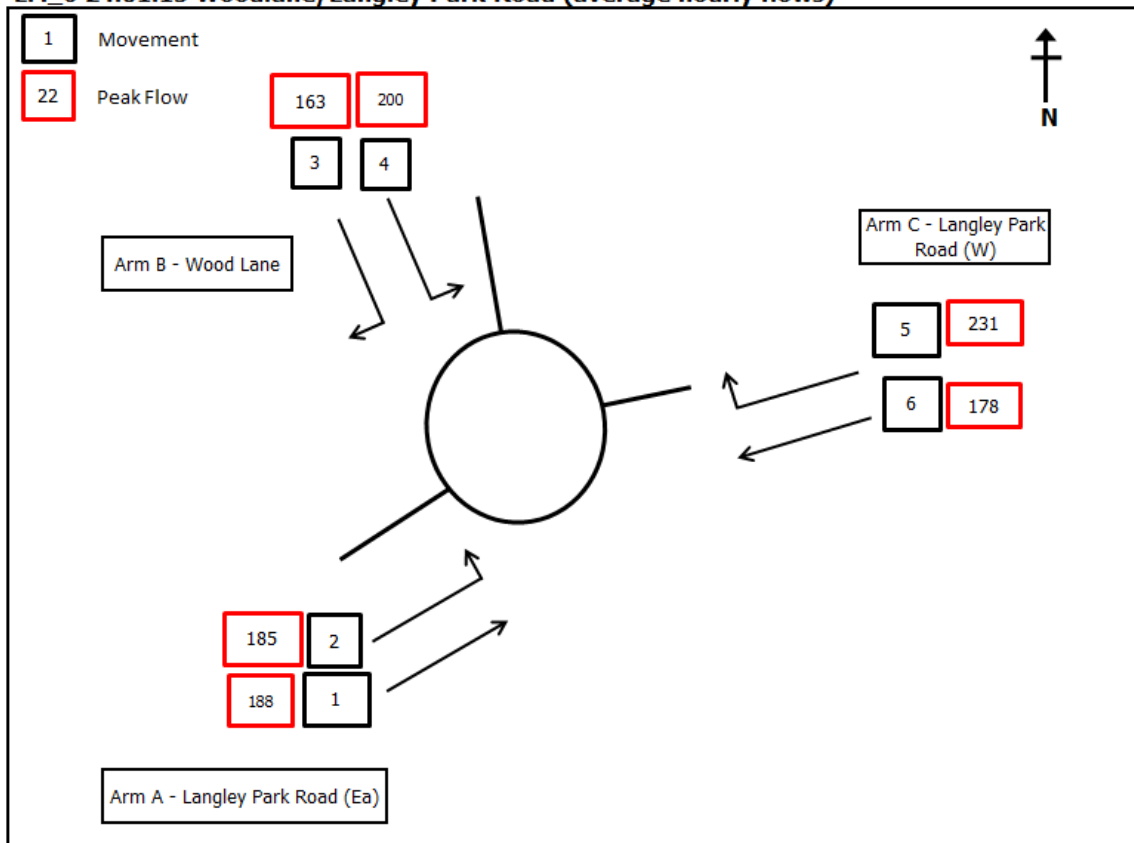 1 Movement
22 Peak Flow
163 200
3 4
N
Arm B - Wood Lane
Arm C - Langley Park
Road (W)
5 231
6 178
185 2
188 1
Arm A - Langley Park Road (Ea)